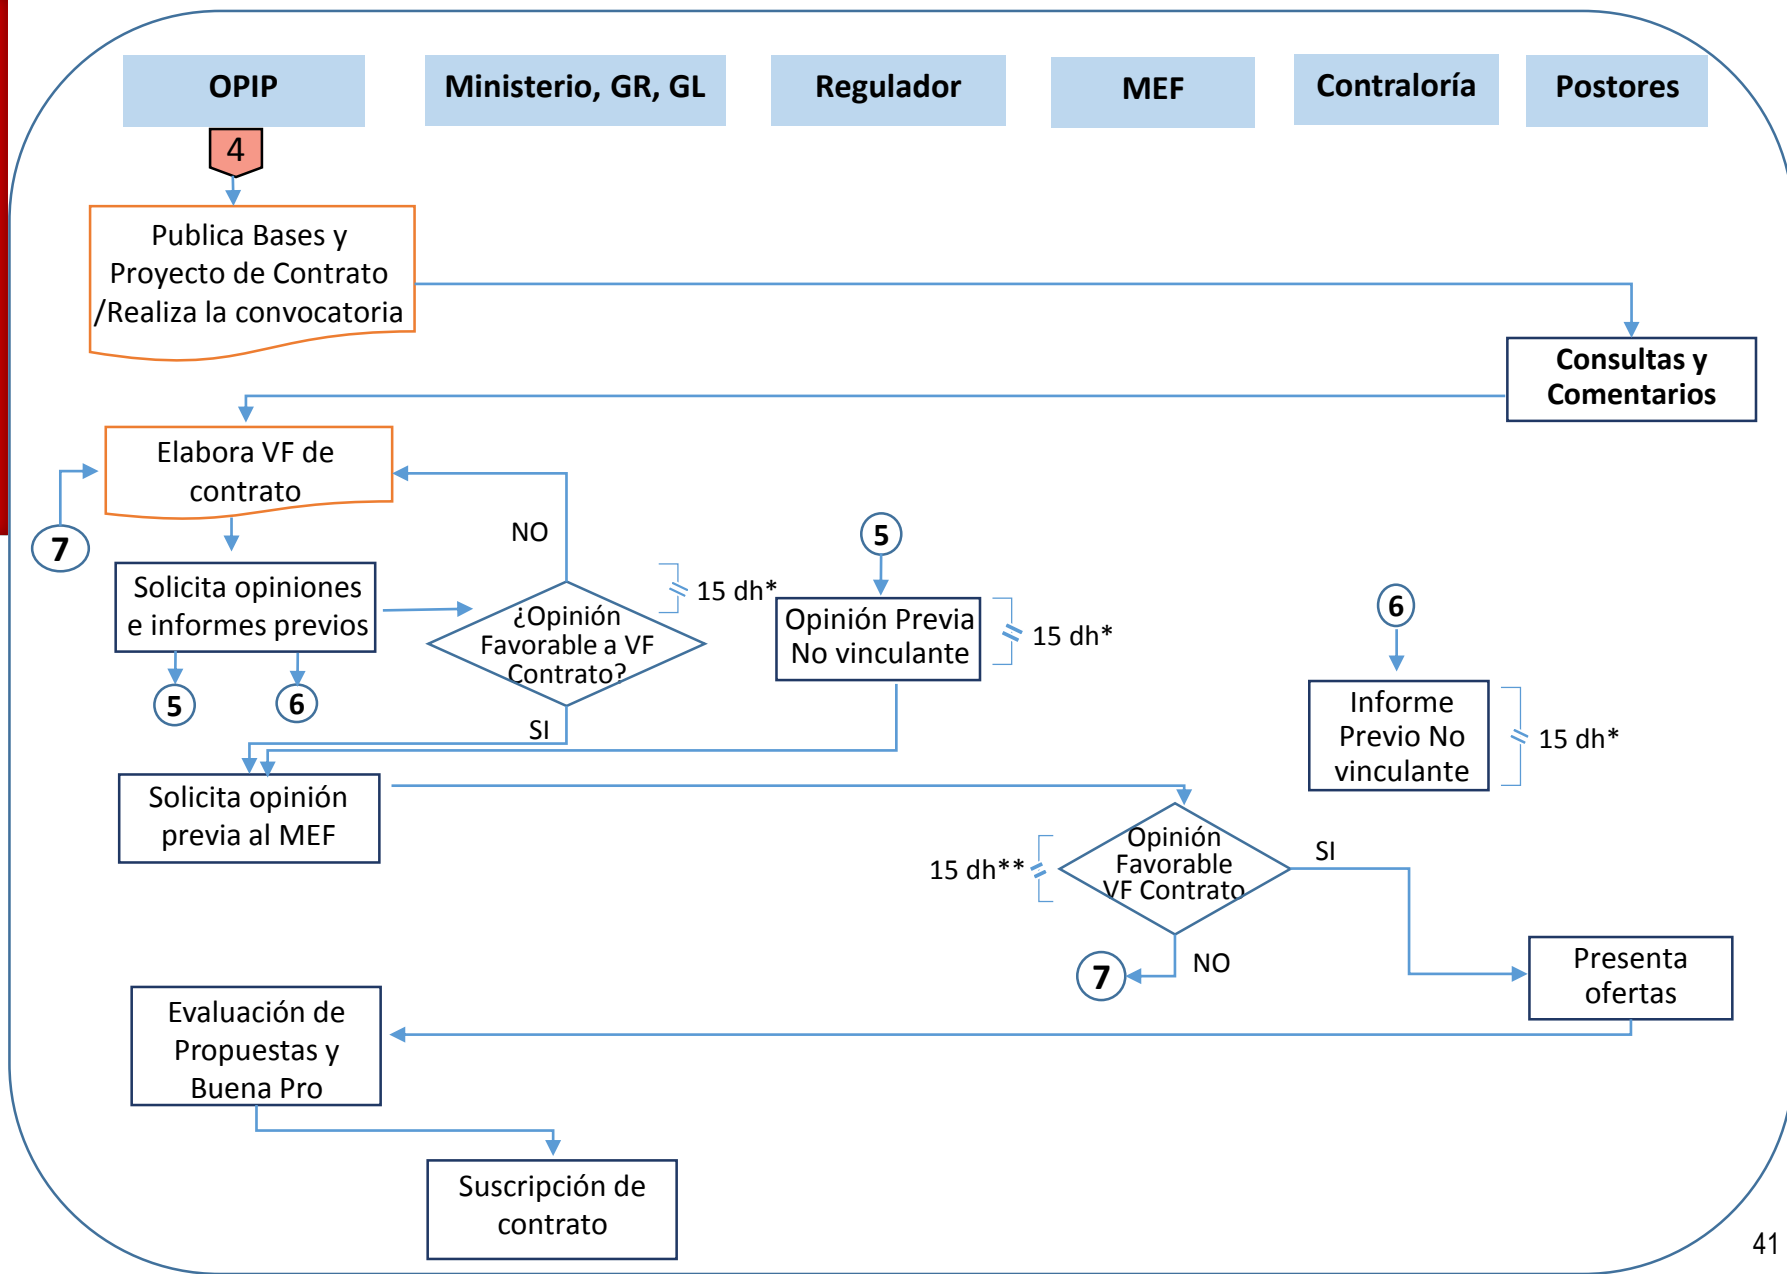 OPIP
Ministerio, GR, GL
Regulador
MEF
Contraloría
Postores
4
Publica Bases y
Proyecto de Contrato
/Realiza la convocatoria
Consultas y
Comentarios
Elabora VF de
contrato
7
NO
5
Solicita opiniones
e informes previos
¿Opinión
Favorable a VF
Contrato?
15 dh*
Opinión Previa
No vinculante
15 dh*
6
5
6
SI
Informe
Previo No
vinculante
15 dh*
Solicita opinión
previa al MEF
15 dh**
Opinión
Favorable
VF Contrato
SI
7
NO
Presenta
ofertas
Evaluación de
Propuestas y
Buena Pro
Suscripción de
contrato
41